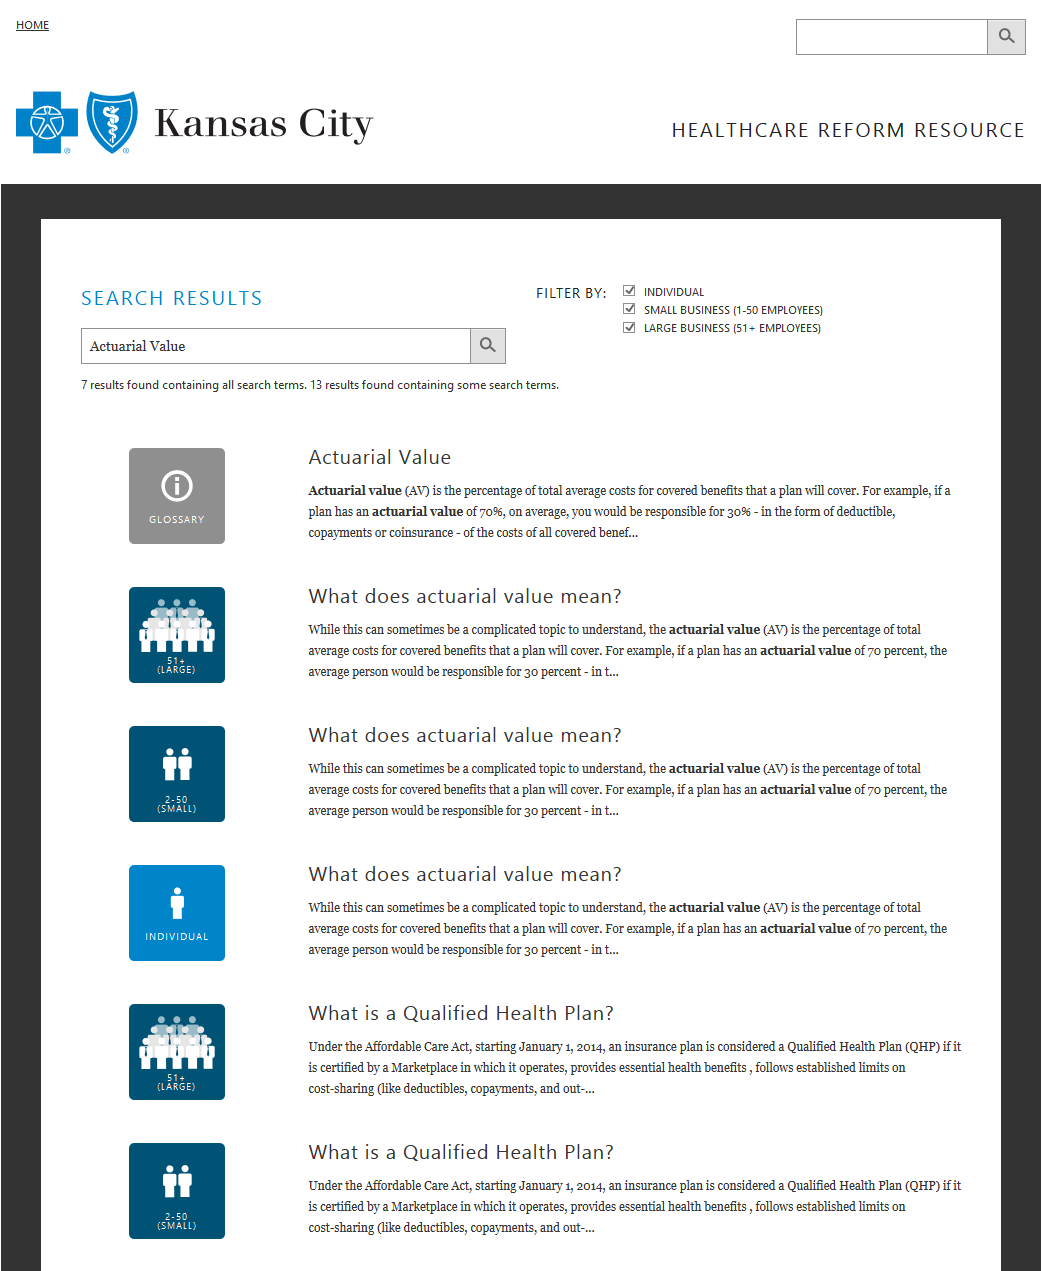 HOME
Kansas City
HEALTHCARE REFORM RESOURCE
SEARCH RESULTS
FILTER BY:
INDIVIDUAL
SMALL BUSINESS (1-50 EMPLOYEES)
LARGE BUSINESS (51+ EMPLOYEES)
Actuarial Value
7 results found containing all search terms. 13 results found containing some search terms.
GLOSSARY
Actuarial Value
Actuarial value (AV) is the percentage of total average costs for covered benefits that a plan will cover. For example, if a
plan has an actuarial value of 70%, on average, you would be responsible for 30% - in the form of deductible,
copayments or coinsurance - of the costs of all covered benef...
51+
(LARGE)
What does actuarial value mean?
While this can sometimes be a complicated topic to understand, the actuarial value (AV) is the percentage of total
average costs for covered benefits that a plan will cover. For example, if a plan has an actuarial value of 70 percent, the
average person would be responsible for 30 percent - in t...
2-50
(SMALL)
What does actuarial value mean?
While this can sometimes be a complicated topic to understand, the actuarial value (AV) is the percentage of total
average costs for covered benefits that a plan will cover. For example, if a plan has an actuarial value of 70 percent, the
average person would be responsible for 30 percent - in t...
INDIVIDUAL
What does actuarial value mean?
While this can sometimes be a complicated topic to understand, the actuarial value (AV) is the percentage of total
average costs for covered benefits that a plan will cover. For example, if a plan has an actuarial value of 70 percent, the
average person would be responsible for 30 percent - in t...
51+
(LARGE)
What is a Qualified Health Plan?
Under the Affordable Care Act, starting January 1, 2014, an insurance plan is considered a Qualified Health Plan (QHP) if it
is certified by a Marketplace in which it operates, provides essential health benefits , follows established limits on
cost-sharing (like deductibles, copayments, and out-...
2-50
(SMALL)
What is a Qualified Health Plan?
Under the Affordable Care Act, starting January 1, 2014, an insurance plan is considered a Qualified Health Plan (QHP) if it
is certified by a Marketplace in which it operates, provides essential health benefits , follows established limits on
cost-sharing (like deductibles, copayments, and out-...